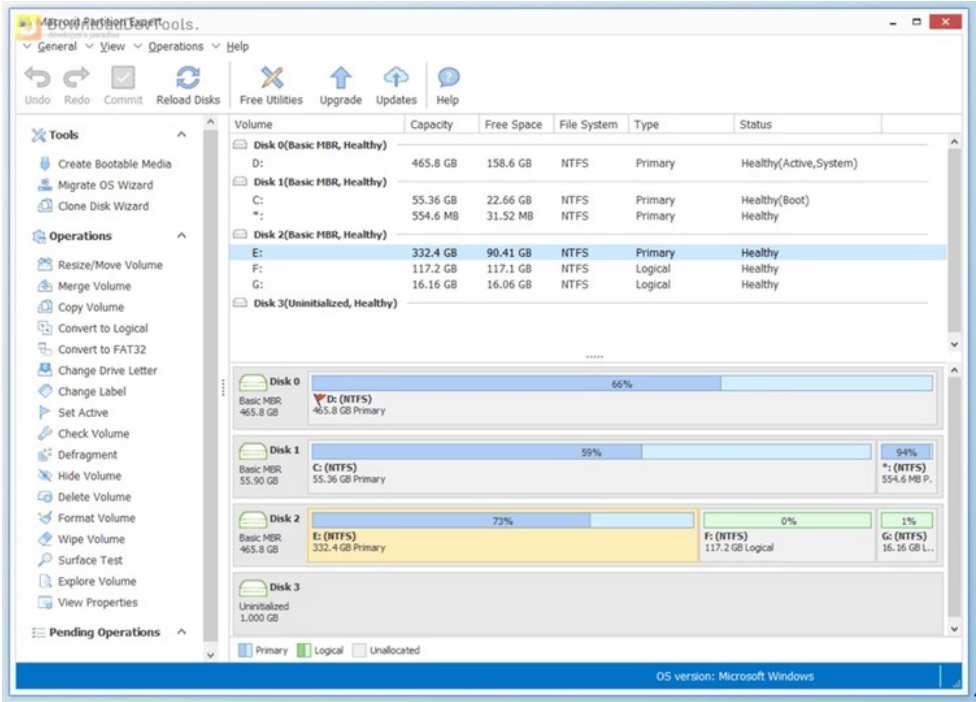 Macrorit Partition Expert
DownloadDevTools.
developer's paradise
General View Operations Help
Undo Redo Commit Reload Disks Free Utilities Upgrade Updates Help
Tools
Create Bootable Media
Migrate OS Wizard
Clone Disk Wizard
Operations
Resize/Move Volume
Merge Volume
Copy Volume
Convert to Logical
Convert to FAT32
Change Drive Letter
Change Label
Set Active
Check Volume
Defragment
Hide Volume
Delete Volume
Format Volume
Wipe Volume
Surface Test
Explore Volume
View Properties
Pending Operations
Volume Capacity Free Space File System Type Status
Disk 0(Basic MBR, Healthy)
D: 465.8 GB 158.6 GB NTFS Primary Healthy(Active,System)
Disk 1(Basic MBR, Healthy)
C: 55.36 GB 22.66 GB NTFS Primary Healthy(Boot)
*: 554.6 MB 31.52 MB NTFS Primary Healthy
Disk 2(Basic MBR, Healthy)
E: 332.4 GB 90.41 GB NTFS Primary Healthy
F: 117.2 GB 117.1 GB NTFS Logical Healthy
G: 16.16 GB 16.06 GB NTFS Logical Healthy
Disk 3(Uninitialized, Healthy)
Disk 0
Basic MBR
465.8 GB
66%
D: (NTFS)
465.8 GB Primary
Disk 1
Basic MBR
55.90 GB
59%
C: (NTFS)
55.36 GB Primary
94%
*: (NTFS)
554.6 MB P.
Disk 2
Basic MBR
465.8 GB
73%
E: (NTFS)
332.4 GB Primary
0%
F: (NTFS)
117.2 GB Logical
1%
G: (NTFS)
16.16 GB L...
Disk 3
Uninitialized
1.000 GB
Primary Logical Unallocated
OS version: Microsoft Windows